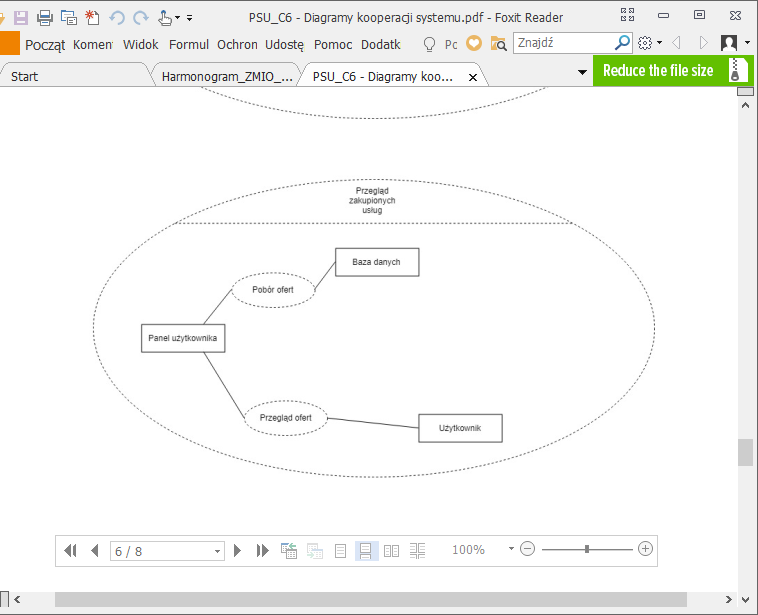 PSU_C6 - Diagramy kooperacji systemu.pdf - Foxit Reader
Począt Komen Widok Formul Ochron Udostę Pomoc Dodatk Pc Znajdź
Start Harmonogram_ZMIO_... PSU_C6 - Diagramy koo... Reduce the file size
Przegląd
zakupionych
usług
Baza danych
Pobór ofert
Panel użytkownika
Przegląd ofert
Użytkownik
6 / 8 100%